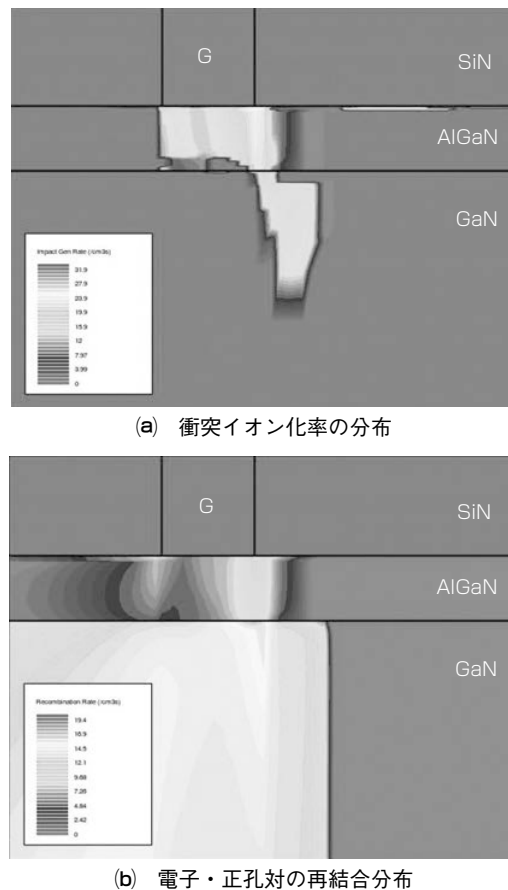 G
SiN
AlGaN
GaN
Impact Gen Rate (/cm3s)
31.9
27.9
23.9
19.9
15.9
12
7.97
3.99
0
(a) 衝突イオン化率の分布
G
SiN
AlGaN
GaN
Recombination Rate (/cm3s)
19.4
16.9
14.5
12.1
9.68
7.26
4.84
2.42
0
(b) 電子・正孔対の再結合分布